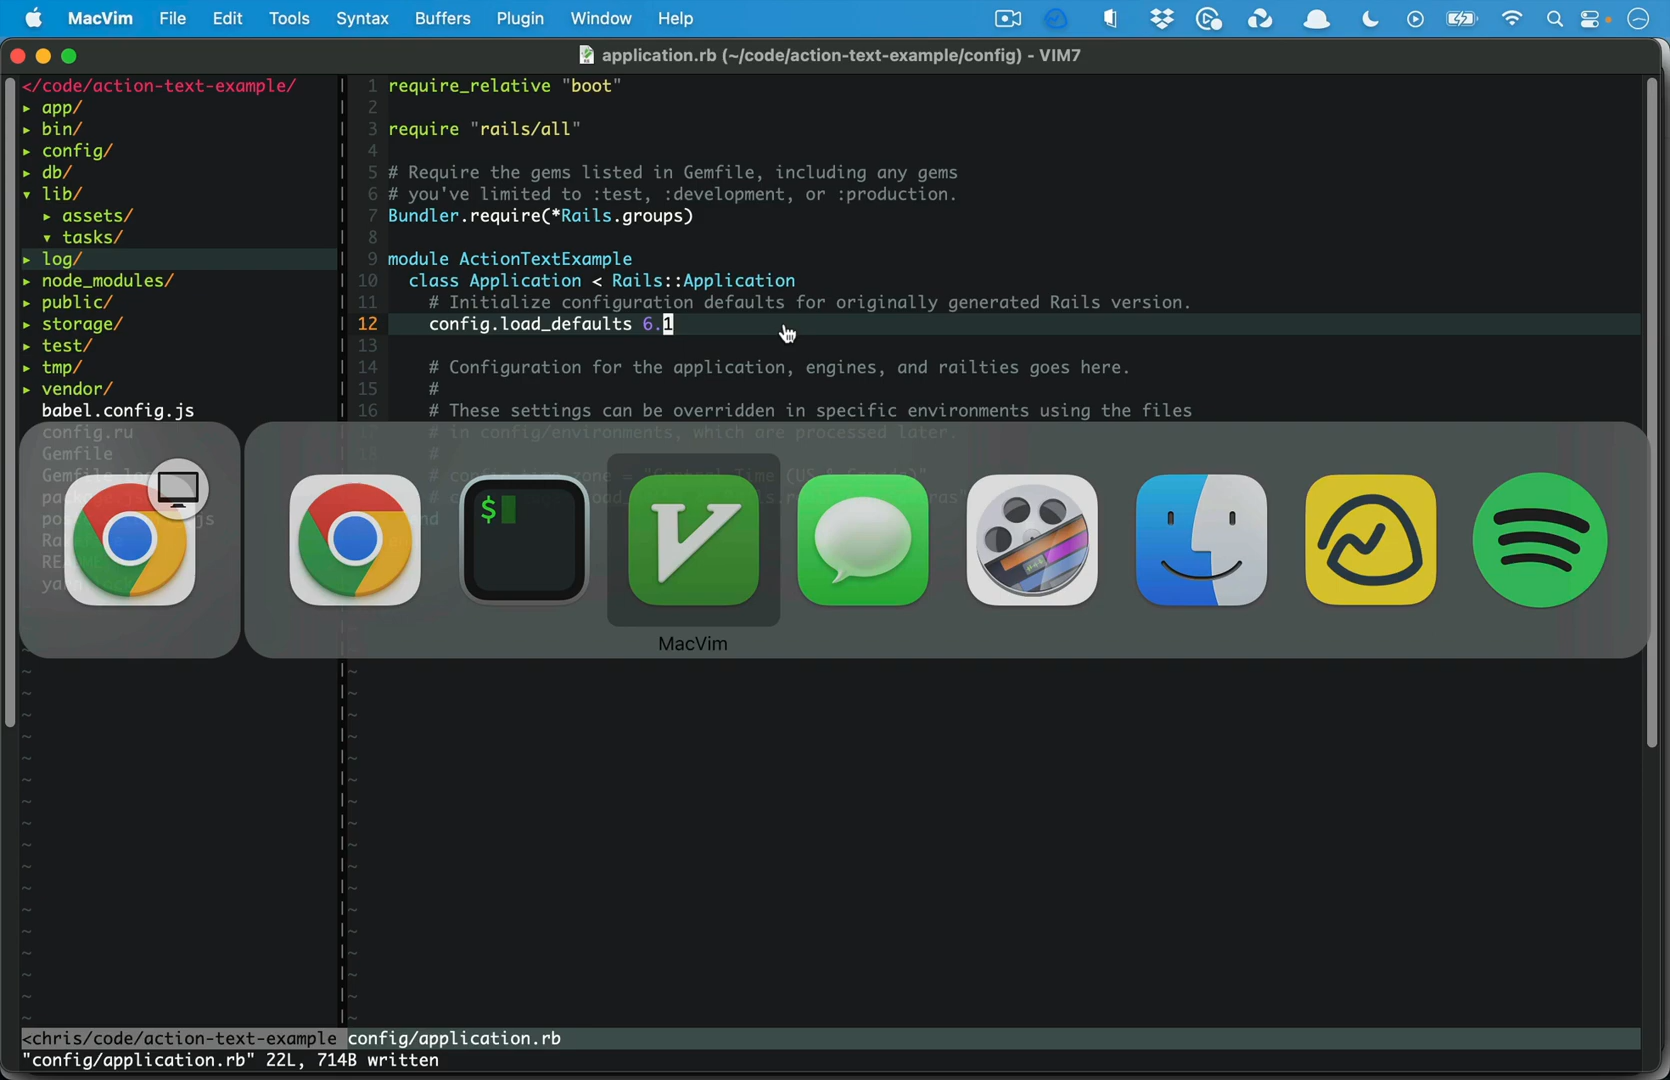 MacVim File Edit Tools Syntax Buffers Plugin Window Help
application.rb (~/code/action-text-example/config) - VIM7
</code/action-text-example/
▸ app/
▸ bin/
▸ config/
▸ db/
▾ lib/
▸ assets/
▾ tasks/
▸ log/
▸ node_modules/
▸ public/
▸ storage/
▸ test/
▸ tmp/
▸ vendor/
babel.config.js
config.ru
Gemfile
1 require_relative "boot"
2
3 require "rails/all"
4
5 # Require the gems listed in Gemfile, including any gems
6 # you've limited to :test, :development, or :production.
7 Bundler.require(*Rails.groups)
8
9 module ActionTextExample
10 class Application < Rails::Application
11 # Initialize configuration defaults for originally generated Rails version.
12 config.load_defaults 6.1
13
14 # Configuration for the application, engines, and railties goes here.
15 #
16 # These settings can be overridden in specific environments using the files
17 # in config/environments, which are processed later.
18 #
$
MacVim
<chris/code/action-text-example config/application.rb
"config/application.rb" 22L, 714B written